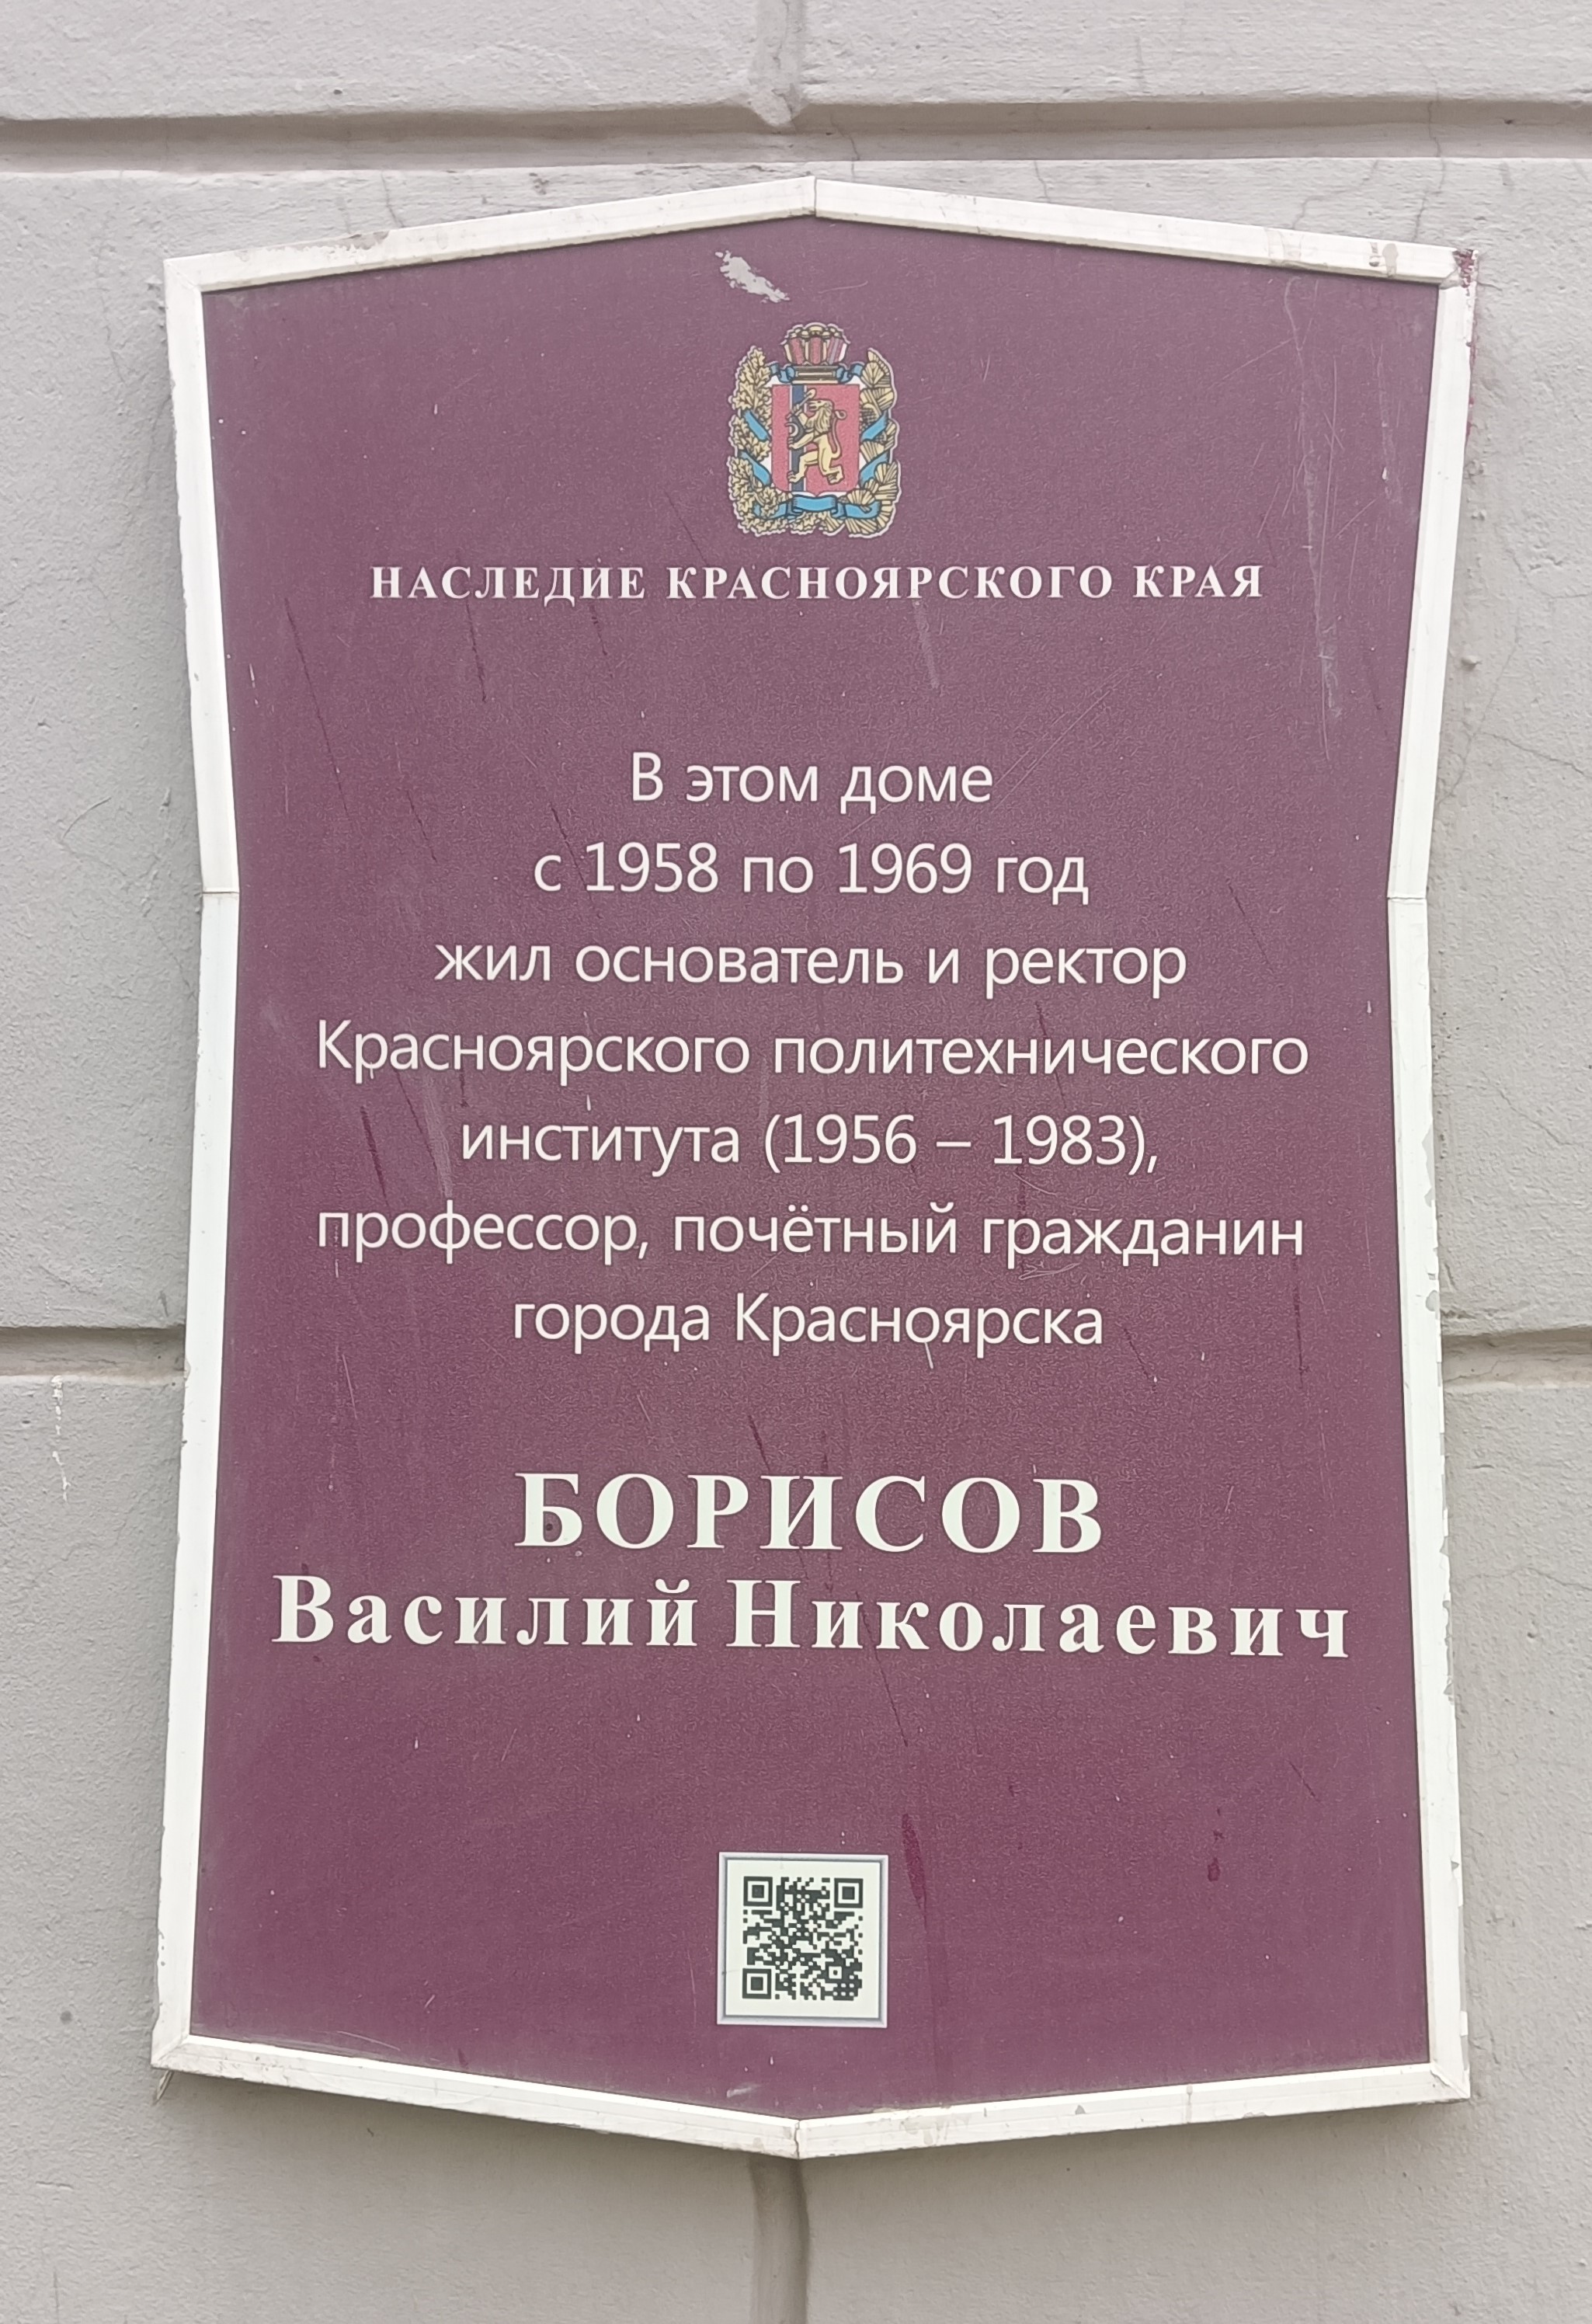 НАСЛЕДИЕ КРАСНОЯРСКОГО КРАЯ
В этом доме
с 1958 по 1969 год
жил основатель и ректор
Красноярского политехнического
института (1956 – 1983),
профессор, почётный гражданин
города Красноярска
БОРИСОВ
Василий Николаевич